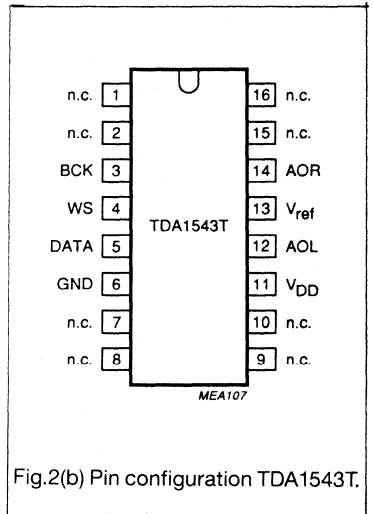 n.c. 1 16 n.c.
n.c. 2 15 n.c.
BCK 3 14 AOR
WS 4 13 Vref
TDA1543T
DATA 5 12 AOL
GND 6 11 VDD
n.c. 7 10 n.c.
n.c. 8 9 n.c.
MEA107
Fig.2(b) Pin configuration TDA1543T.